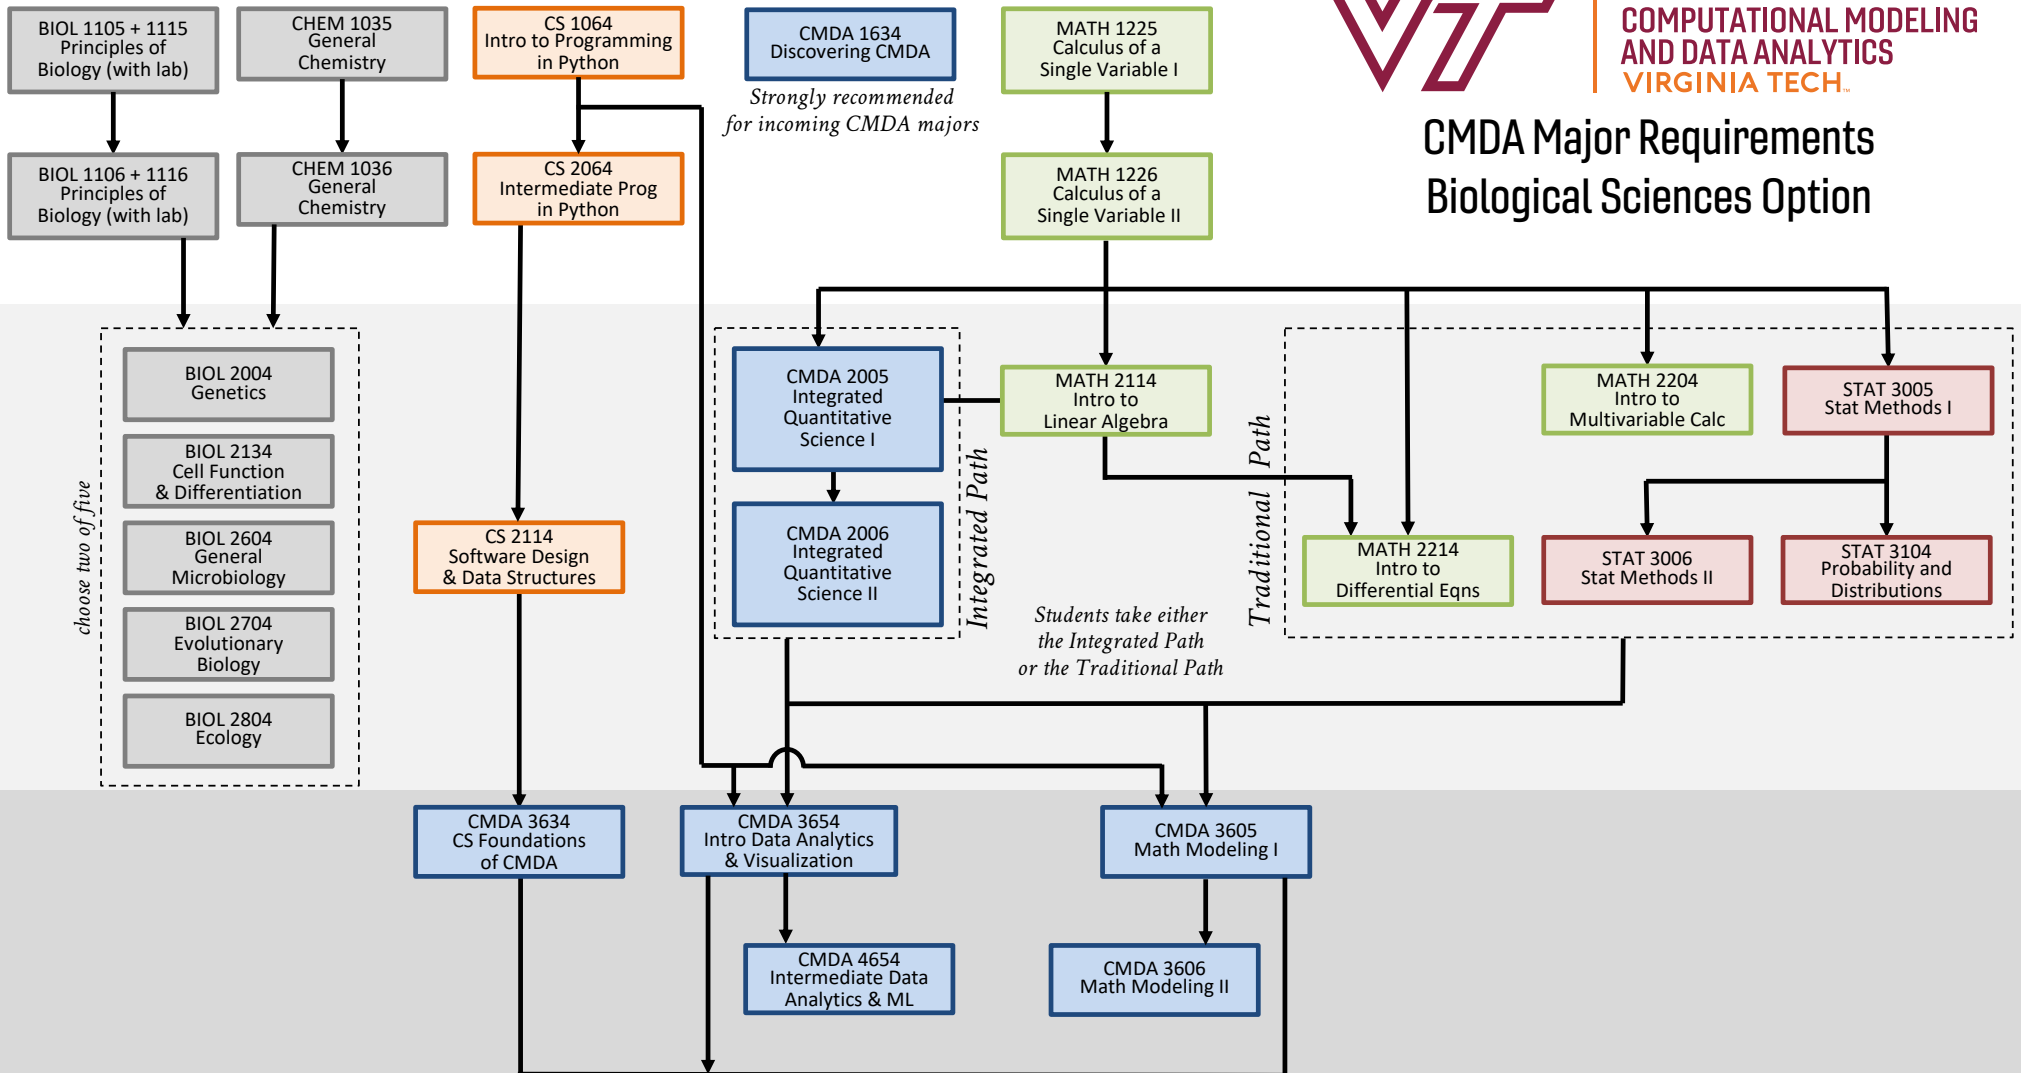 BIOL 1105 + 1115
Principles of
Biology (with lab)
CHEM 1035
General
Chemistry
CS 1064
Intro to Programming
in Python
CMDA 1634
Discovering CMDA
Strongly recommended
for incoming CMDA majors
MATH 1225
Calculus of a
Single Variable I
VT
COMPUTATIONAL MODELING
AND DATA ANALYTICS
VIRGINIA TECH™
CMDA Major Requirements
Biological Sciences Option
BIOL 1106 + 1116
Principles of
Biology (with lab)
CHEM 1036
General
Chemistry
CS 2064
Intermediate Prog
in Python
MATH 1226
Calculus of a
Single Variable II
choose two of five
BIOL 2004
Genetics
BIOL 2134
Cell Function
& Differentiation
BIOL 2604
General
Microbiology
BIOL 2704
Evolutionary
Biology
BIOL 2804
Ecology
CS 2114
Software Design
& Data Structures
CMDA 2005
Integrated
Quantitative
Science I
CMDA 2006
Integrated
Quantitative
Science II
Integrated Path
MATH 2114
Intro to
Linear Algebra
Students take either
the Integrated Path
or the Traditional Path
Traditional Path
MATH 2204
Intro to
Multivariable Calc
STAT 3005
Stat Methods I
MATH 2214
Intro to
Differential Eqns
STAT 3006
Stat Methods II
STAT 3104
Probability and
Distributions
CMDA 3634
CS Foundations
of CMDA
CMDA 3654
Intro Data Analytics
& Visualization
CMDA 3605
Math Modeling I
CMDA 4654
Intermediate Data
Analytics & ML
CMDA 3606
Math Modeling II